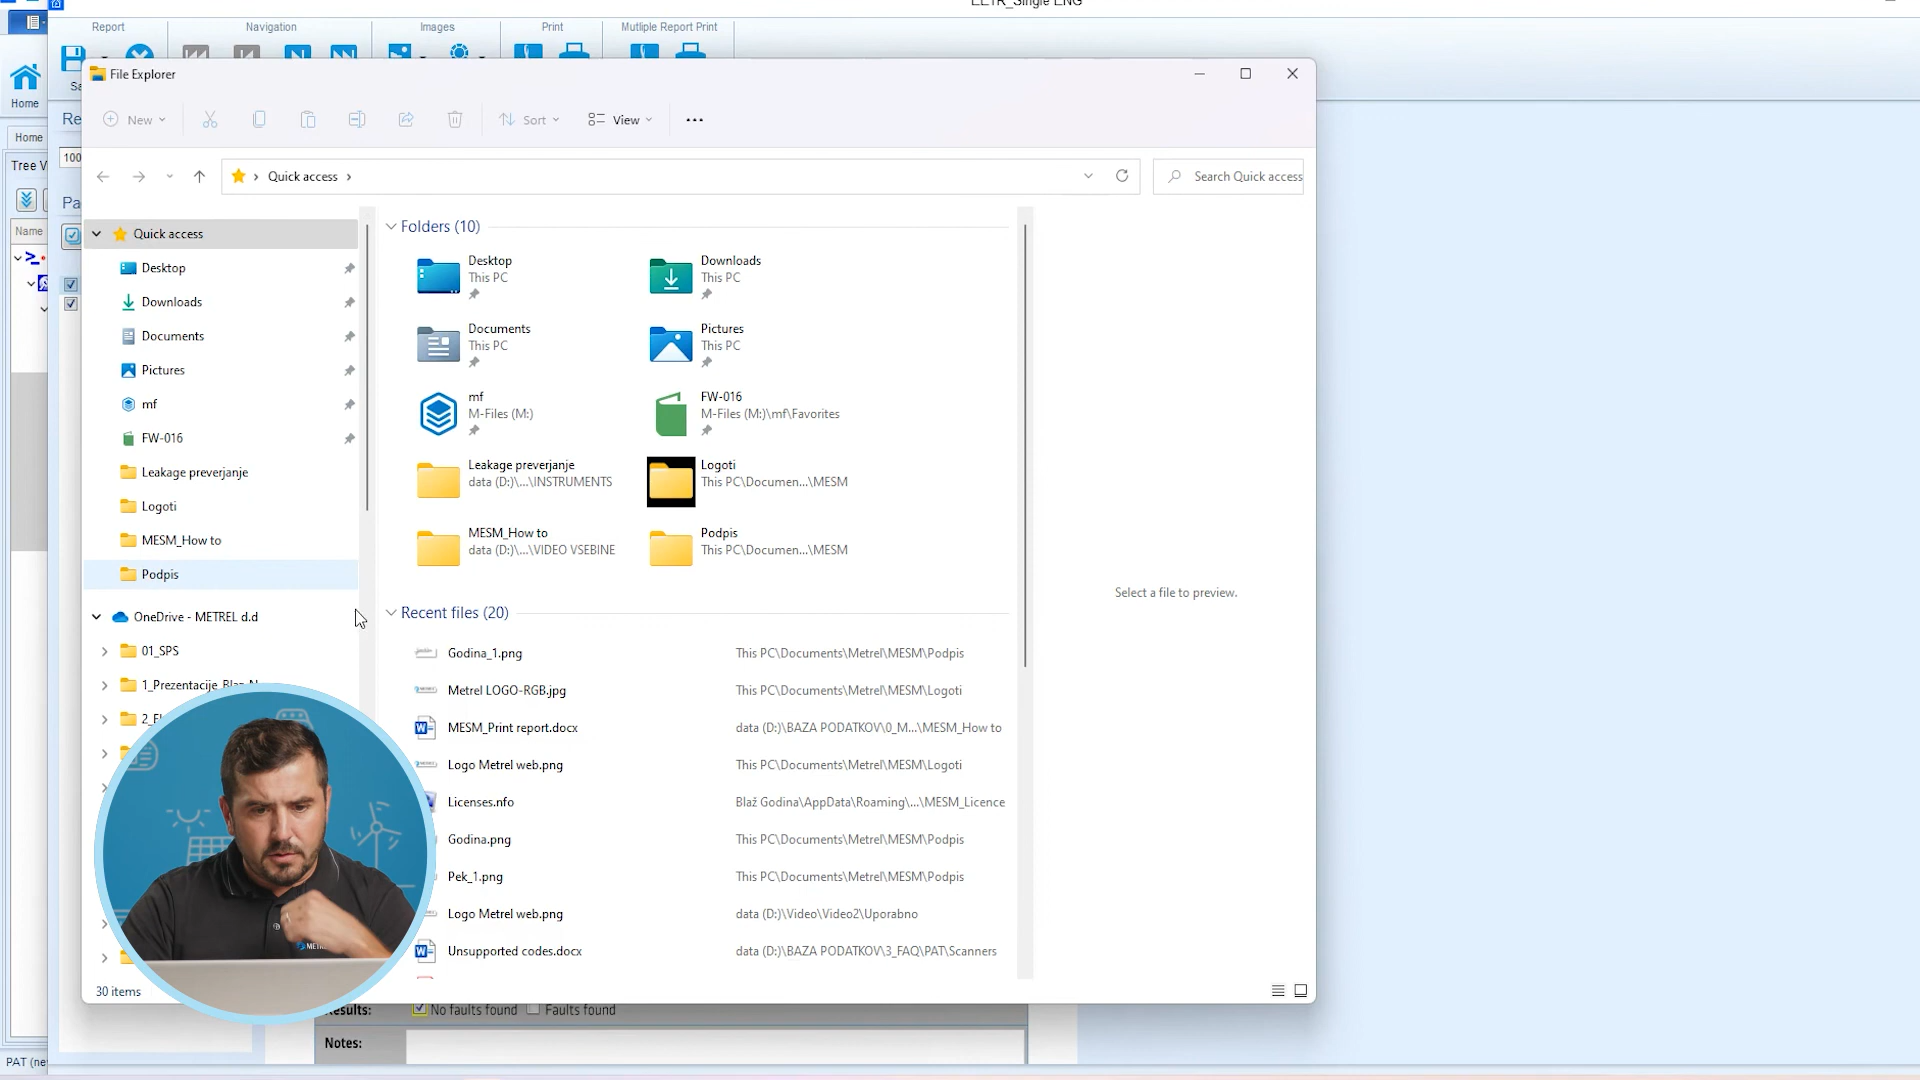 EETR_Single ENG
Report
Navigation
Images
Print
Mutliple Report Print
Home
Home
Tree V
Name
PAT (ne
100
File Explorer
New
Sort
View
Quick access
Search Quick access
Quick access
Desktop
Downloads
Documents
Pictures
mf
FW-016
Leakage preverjanje
Logoti
MESM_How to
Podpis
OneDrive - METREL d.d
01_SPS
Folders (10)
Desktop
This PC
Downloads
This PC
Documents
This PC
Pictures
This PC
mf
M-Files (M:)
FW-016
M-Files (M:)\mf\Favorites
Leakage preverjanje
data (D:)\...\INSTRUMENTS
Logoti
This PC\Documen...\MESM
MESM_How to
data (D:)\...\VIDEO VSEBINE
Podpis
This PC\Documen...\MESM
Recent files (20)
Godina_1.png This PC\Documents\Metrel\MESM\Podpis
Metrel LOGO-RGB.jpg This PC\Documents\Metrel\MESM\Logoti
MESM_Print report.docx data (D:)\BAZA PODATKOV\0_M...\MESM_How to
Logo Metrel web.png This PC\Documents\Metrel\MESM\Logoti
Licenses.nfo Blaž Godina\AppData\Roaming\...\MESM_Licence
Godina.png This PC\Documents\Metrel\MESM\Podpis
Pek_1.png This PC\Documents\Metrel\MESM\Podpis
Logo Metrel web.png data (D:)\Video\Video2\Uporabno
Unsupported codes.docx data (D:)\BAZA PODATKOV\3_FAQ\PAT\Scanners
Select a file to preview.
30 items
No faults found Faults found
Notes: